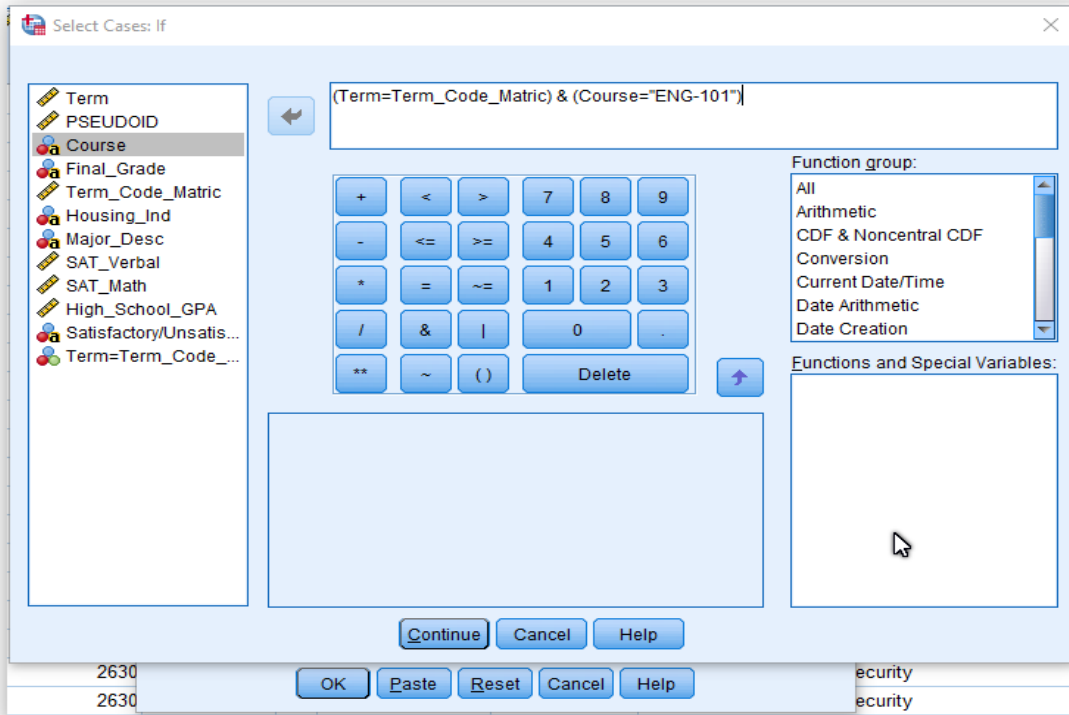 Select Cases: If
Term
PSEUDOID
Course
Final_Grade
Term_Code_Matric
Housing_Ind
Major_Desc
SAT_Verbal
SAT_Math
High_School_GPA
Satisfactory/Unsatis...
Term=Term_Code_...
(Term=Term_Code_Matric) & (Course="ENG-101")
+ < > 7 8 9
- <= >= 4 5 6
* = ~= 1 2 3
/ & | 0 .
** ~ ( ) Delete
Function group:
All
Arithmetic
CDF & Noncentral CDF
Conversion
Current Date/Time
Date Arithmetic
Date Creation
Functions and Special Variables:
Continue Cancel Help
2630 ecurity
OK Paste Reset Cancel Help
2630 ecurity